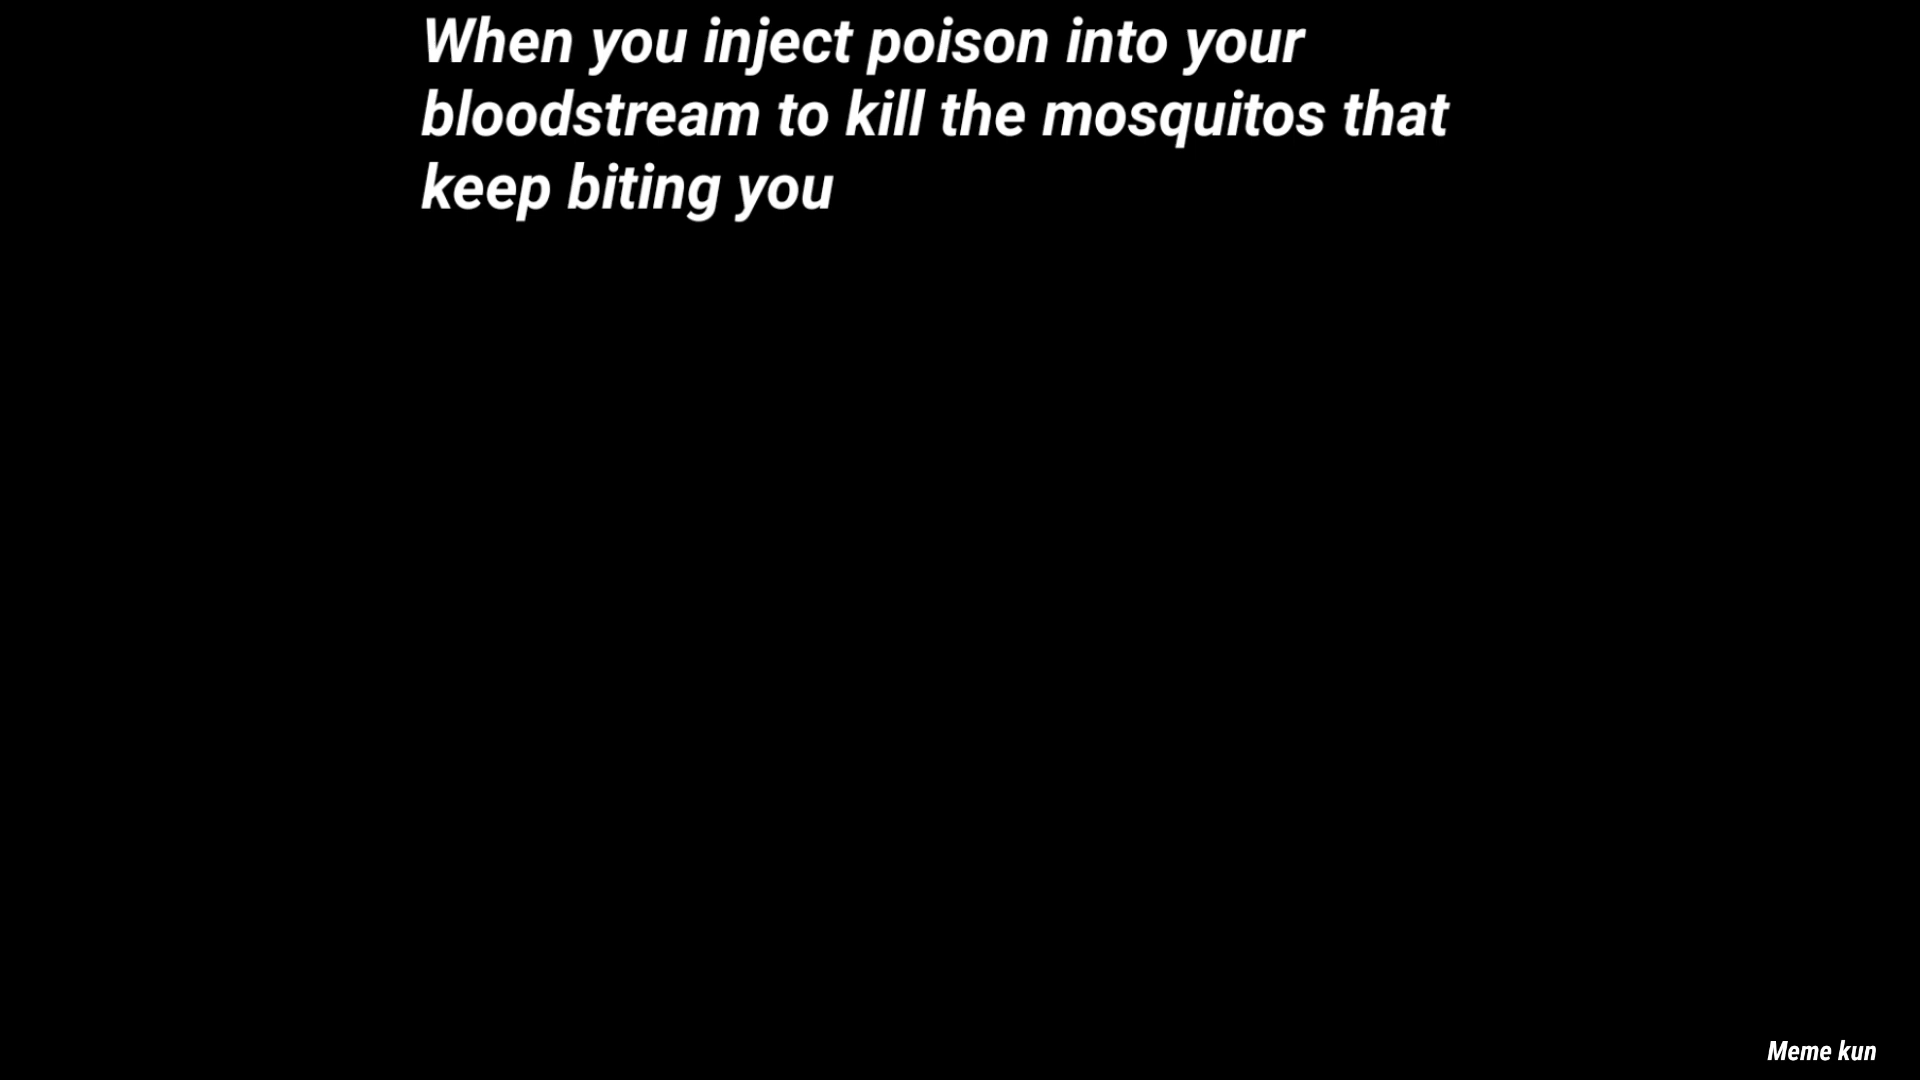 When you inject poison into your
bloodstream to kill the mosquitos that
keep biting you
Meme kun